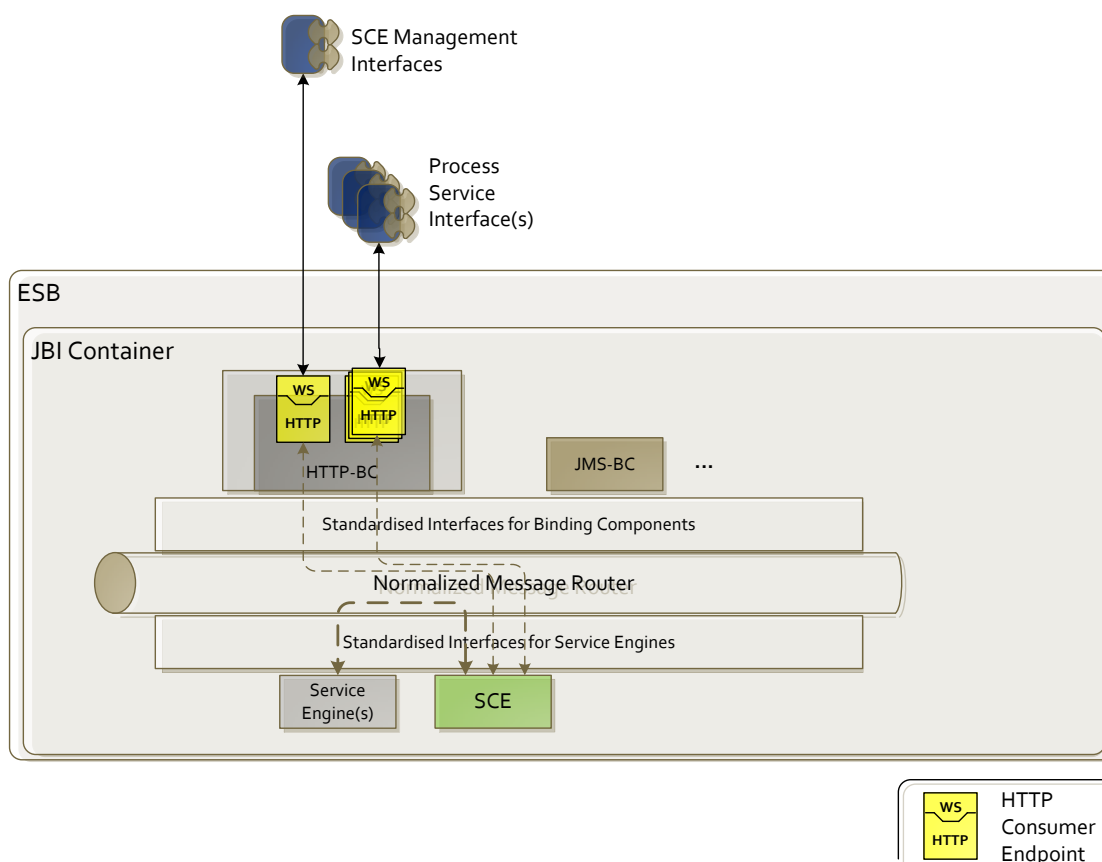 SCE Management
Interfaces
Process
Service
Interface(s)
ESB
JBI Container
WS
HTTP
WS
HTTP
HTTP-BC
JMS-BC
...
Standardised Interfaces for Binding Components
Normalized Message Router
Standardised Interfaces for Service Engines
Service
Engine(s)
SCE
WS
HTTP
HTTP
Consumer
Endpoint